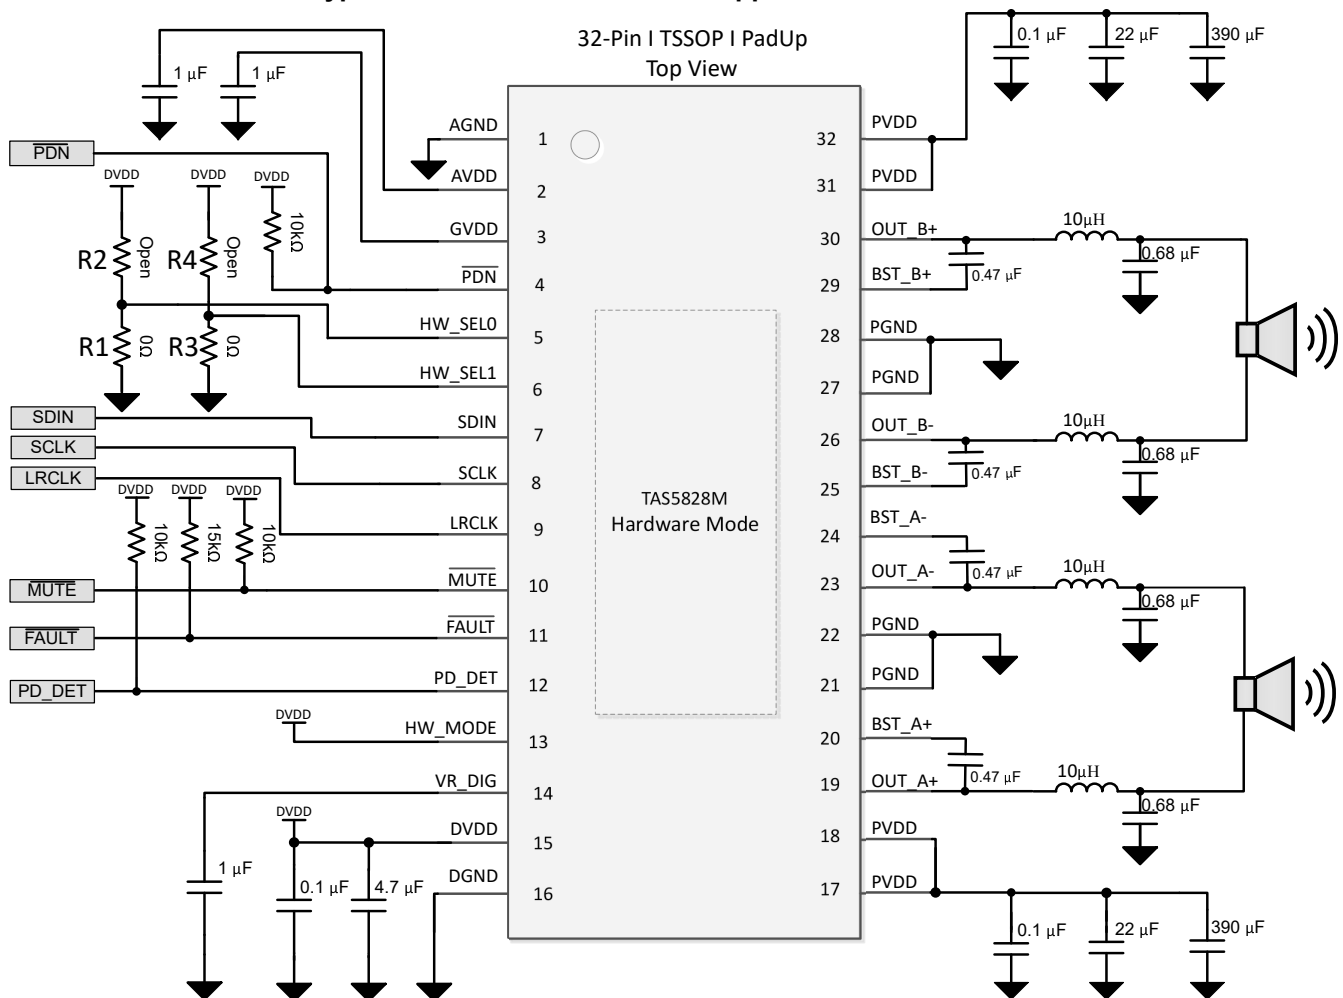 32-Pin I TSSOP I PadUp
Top View
1 µF
1 µF
0.1 µF
22 µF
390 µF
PDN
DVDD
DVDD
DVDD
R2
Open
R4
Open
10kΩ
R1
0Ω
R3
0Ω
SDIN
SCLK
LRCLK
DVDD
DVDD
DVDD
10kΩ
15kΩ
10kΩ
MUTE
FAULT
PD_DET
AGND
1
AVDD
2
GVDD
3
PDN
4
HW_SEL0
5
HW_SEL1
6
SDIN
7
SCLK
8
LRCLK
9
MUTE
10
FAULT
11
PD_DET
12
DVDD
HW_MODE
13
VR_DIG
14
DVDD
DVDD
15
DGND
16
1 µF
0.1 µF
4.7 µF
TAS5828M
Hardware Mode
32
PVDD
31
PVDD
30
OUT_B+
10µH
0.68 µF
0.47 µF
29
BST_B+
28
PGND
27
PGND
26
OUT_B-
10µH
0.68 µF
0.47 µF
25
BST_B-
24
BST_A-
0.47 µF
23
OUT_A-
10µH
0.68 µF
22
PGND
21
PGND
20
BST_A+
0.47 µF
19
OUT_A+
10µH
0.68 µF
18
PVDD
17
PVDD
0.1 µF
22 µF
390 µF